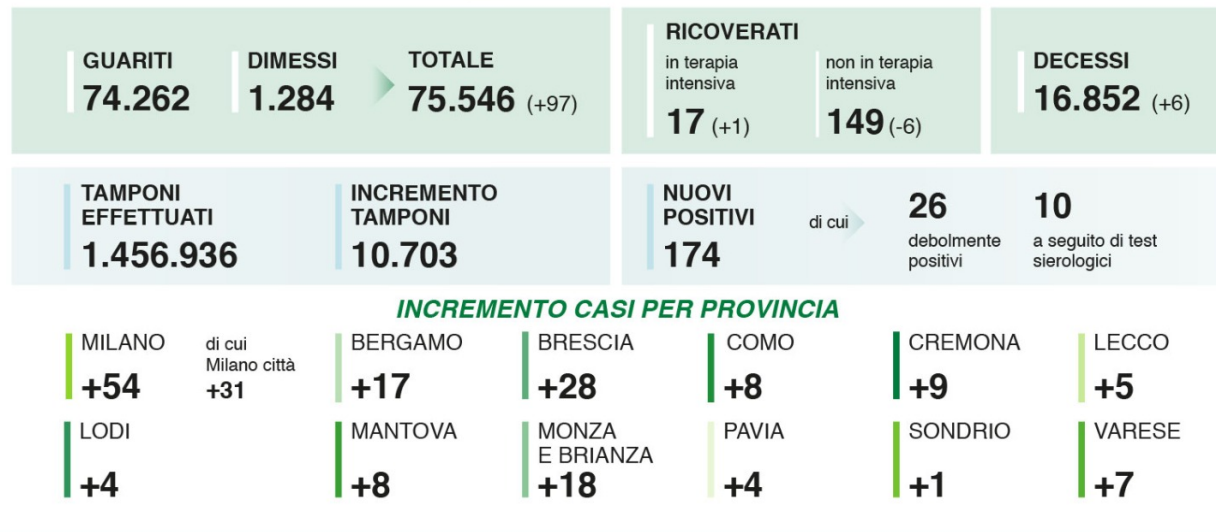 GUARITI
74.262
DIMESSI
1.284
TOTALE
75.546 (+97)
RICOVERATI
in terapia
intensiva
17 (+1)
non in terapia
intensiva
149 (-6)
DECESSI
16.852 (+6)
TAMPONI
EFFETTUATI
1.456.936
INCREMENTO
TAMPONI
10.703
NUOVI
POSITIVI
174
di cui
26
debolmente
positivi
10
a seguito di test
sierologici
INCREMENTO CASI PER PROVINCIA
MILANO
+54
di cui
Milano città
+31
BERGAMO
+17
BRESCIA
+28
COMO
+8
CREMONA
+9
LECCO
+5
LODI
+4
MANTOVA
+8
MONZA
E BRIANZA
+18
PAVIA
+4
SONDRIO
+1
VARESE
+7